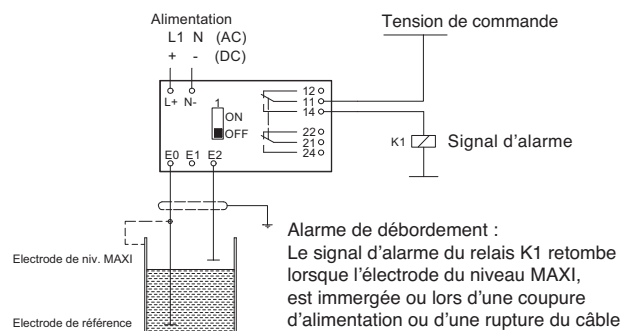 Alimentation
L1 N (AC)
+ - (DC)
Tension de commande
L+ N-
1
ON
OFF
12
11
14
22
21
24
E0 E1 E2
K1
Signal d'alarme
Electrode de niv. MAXI
Electrode de référence
Alarme de débordement :
Le signal d'alarme du relais K1 retombe
lorsque l'électrode du niveau MAXI,
est immergée ou lors d'une coupure
d'alimentation ou d'une rupture du câble